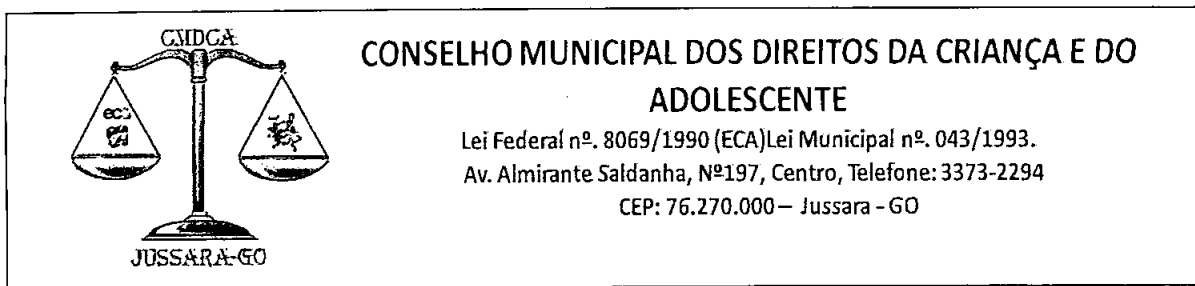 CMDCA
eca
JUSSARA-GO
CONSELHO MUNICIPAL DOS DIREITOS DA CRIANÇA E DO
ADOLESCENTE
Lei Federal nº. 8069/1990 (ECA)Lei Municipal nº. 043/1993.
Av. Almirante Saldanha, Nº197, Centro, Telefone: 3373-2294
CEP: 76.270.000 – Jussara - GO